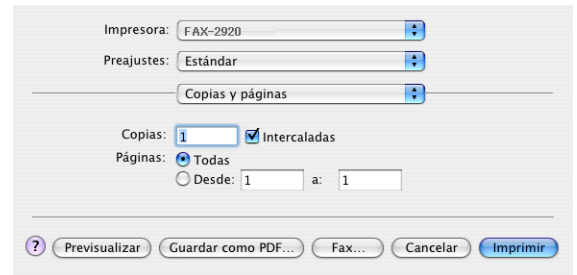 Impresora: FAX-2920
Preajustes: Estándar
Copias y páginas
Copias: 1 Intercaladas
Páginas: Todas
Desde: 1 a: 1
? Previsualizar Guardar como PDF... Fax... Cancelar Imprimir